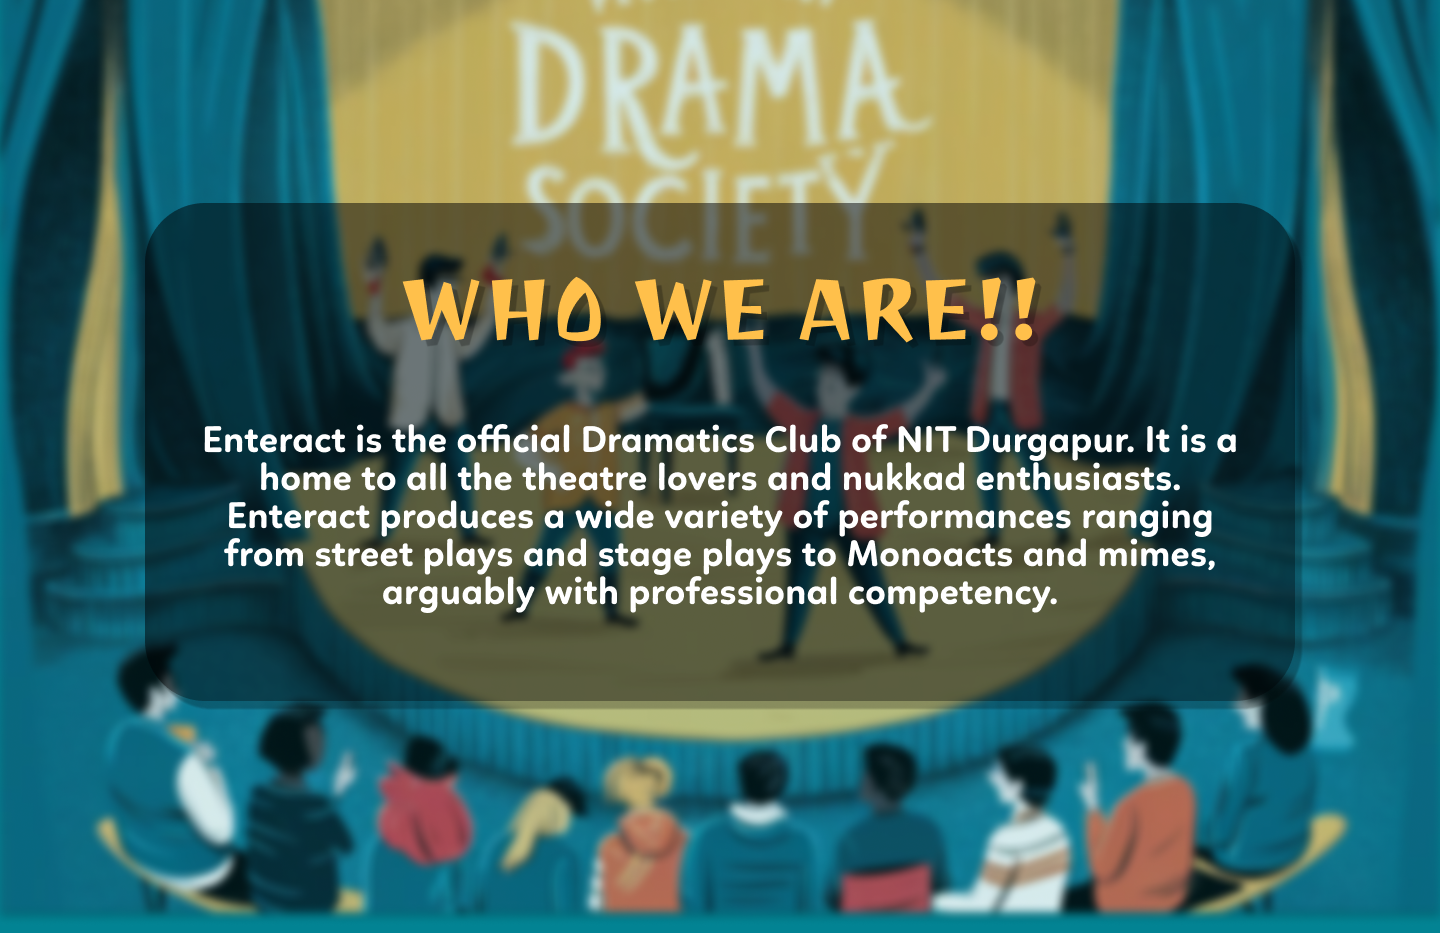 DRAMA
SOCIETY
WHO WE ARE!!
Enteract is the official Dramatics Club of NIT Durgapur. It is a
home to all the theatre lovers and nukkad enthusiasts.
Enteract produces a wide variety of performances ranging
from street plays and stage plays to Monoacts and mimes,
arguably with professional competency.